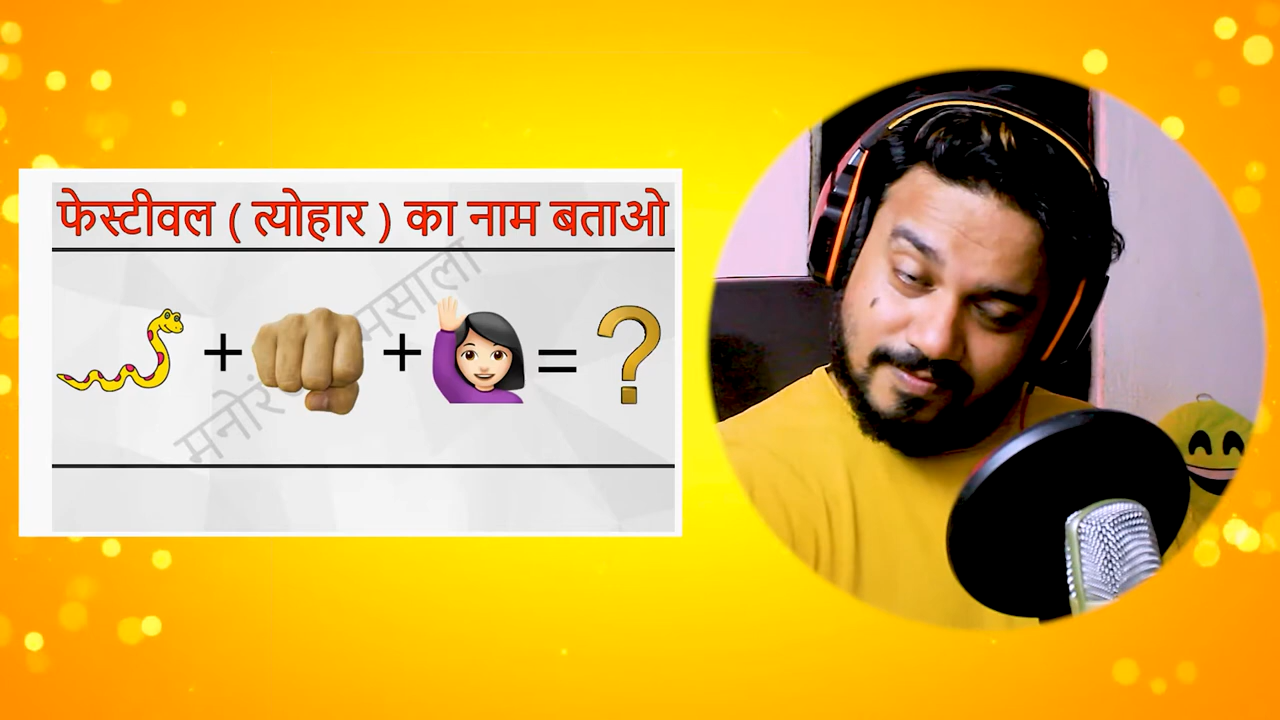 फेस्टीवल ( त्योहार ) का नाम बताओ
+ + = ?